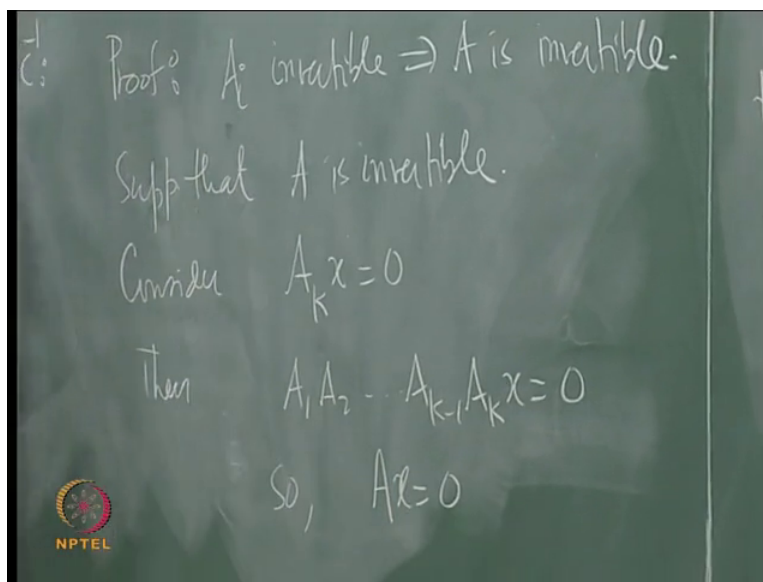 C⁻¹:
Proof: Aᵢ invertible ⇒ A is invertible.
Supp that A is invertible.
Consider Aₖx=0
Then A₁A₂ ... Aₖ₋₁Aₖx=0
So, Ax=0
NPTEL